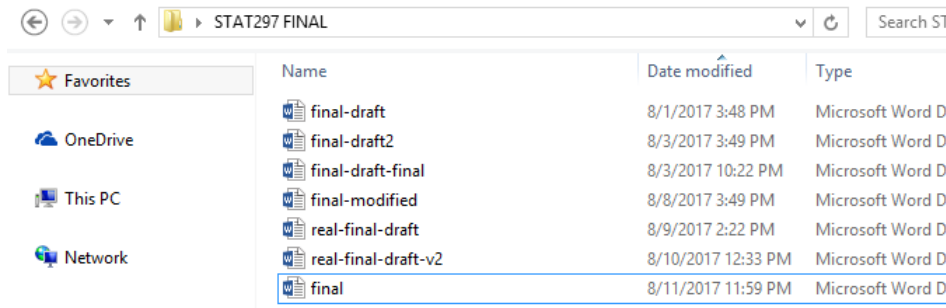 STAT297 FINAL Search ST
Favorites
OneDrive
This PC
Network
Name Date modified Type
final-draft 8/1/2017 3:48 PM Microsoft Word D
final-draft2 8/3/2017 3:49 PM Microsoft Word D
final-draft-final 8/3/2017 10:22 PM Microsoft Word D
final-modified 8/8/2017 3:49 PM Microsoft Word D
real-final-draft 8/9/2017 2:22 PM Microsoft Word D
real-final-draft-v2 8/10/2017 12:33 PM Microsoft Word D
final 8/11/2017 11:59 PM Microsoft Word D